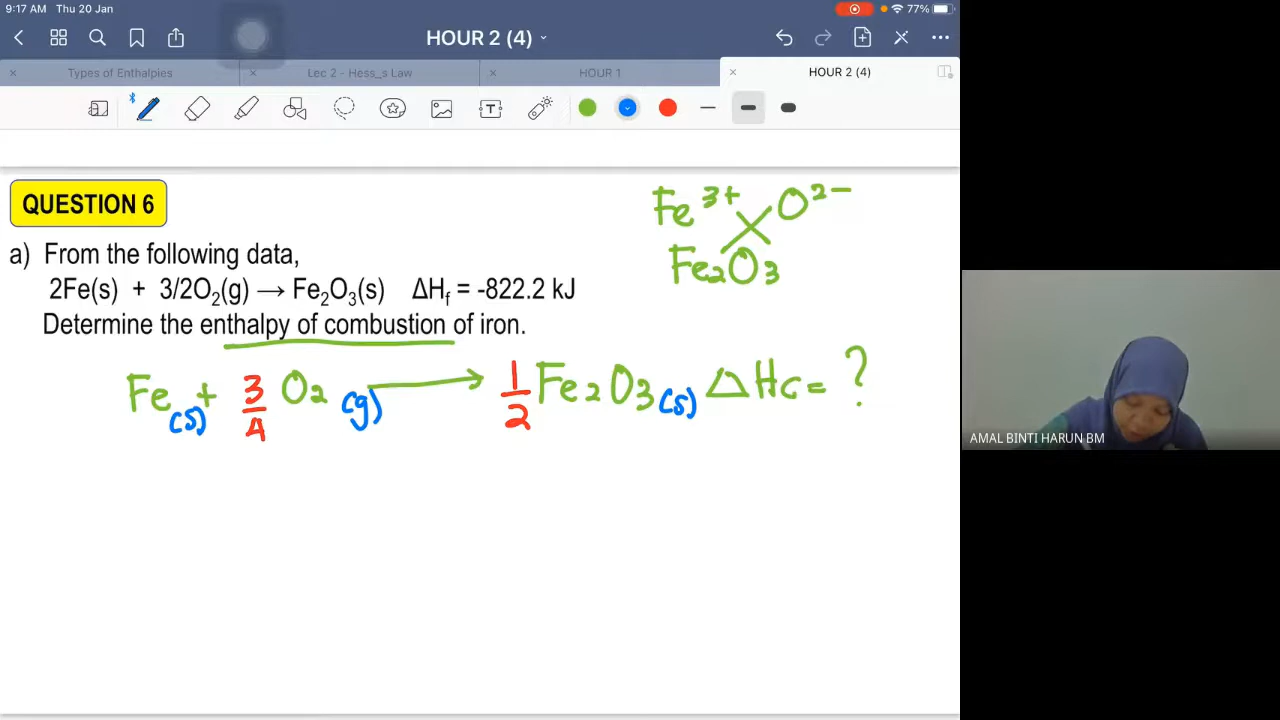 9:17 AM Thu 20 Jan
77%
HOUR 2 (4)
Types of Enthalpies
Lec 2 - Hess_s Law
HOUR 1
HOUR 2 (4)
T
QUESTION 6
Fe³⁺ O²⁻
Fe₂O₃
a) From the following data,
2Fe(s) + 3/2O₂(g) → Fe₂O₃(s) ΔHf = -822.2 kJ
Determine the enthalpy of combustion of iron.
Fe(s) + 3/4 O₂(g) → 1/2 Fe₂O₃(s) ΔHc = ?
AMAL BINTI HARUN BM